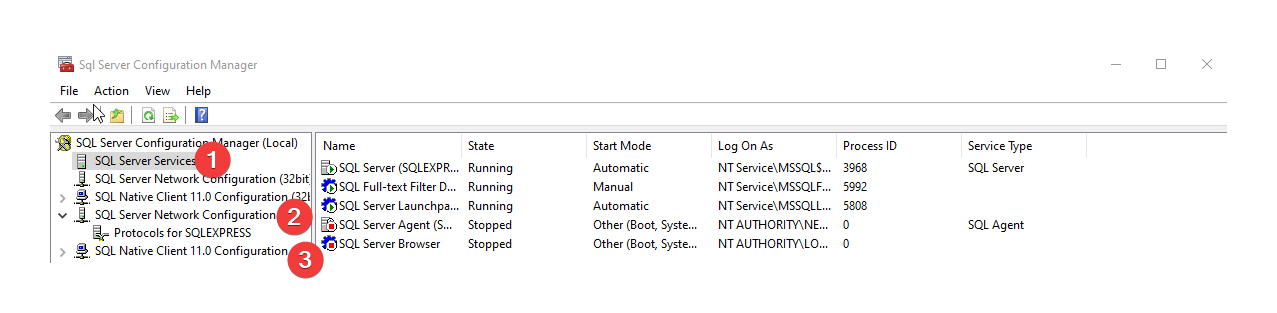 Sql Server Configuration Manager
File Action View Help
SQL Server Configuration Manager (Local)
SQL Server Services 1
SQL Server Network Configuration (32bit
SQL Native Client 11.0 Configuration (32b
SQL Server Network Configuration 2
Protocols for SQLEXPRESS
SQL Native Client 11.0 Configuration 3
Name State Start Mode Log On As Process ID Service Type
SQL Server (SQLEXPR... Running Automatic NT Service\MSSQL$... 3968 SQL Server
SQL Full-text Filter D... Running Manual NT Service\MSSQLF... 5992
SQL Server Launchpa... Running Automatic NT Service\MSSQLL... 5808
SQL Server Agent (S... Stopped Other (Boot, Syste... NT AUTHORITY\NE... 0 SQL Agent
SQL Server Browser Stopped Other (Boot, Syste... NT AUTHORITY\LO... 0